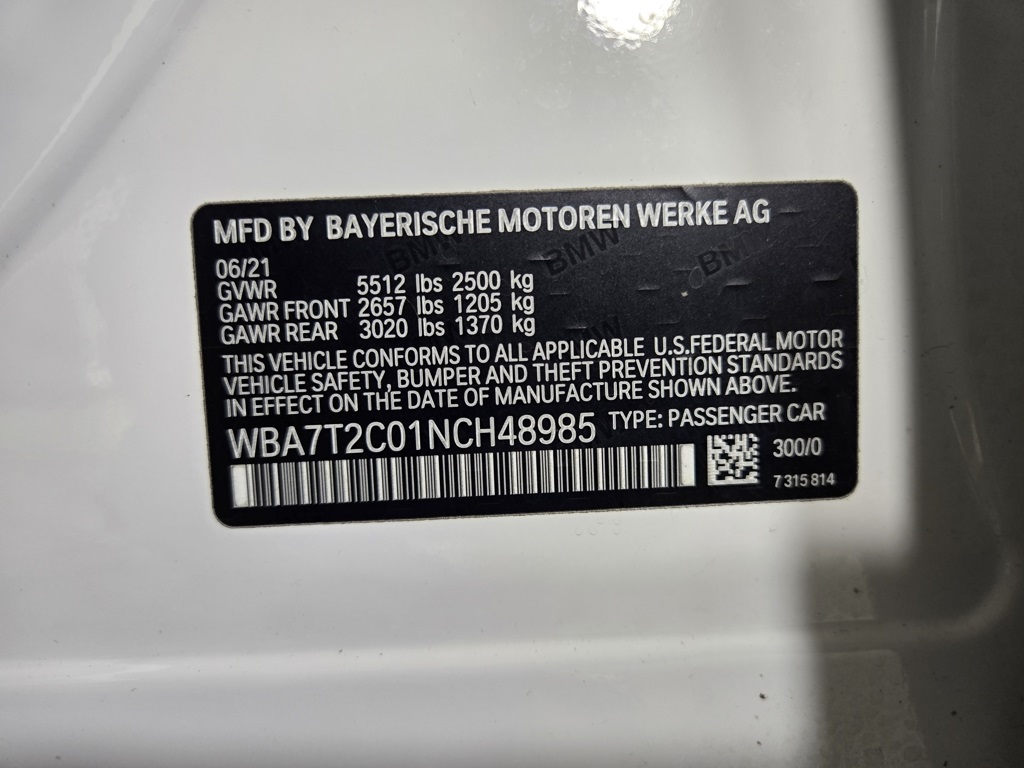 MFD BY BAYERISCHE MOTOREN WERKE AG
06/21
GVWR 5512 lbs 2500 kg
GAWR FRONT 2657 lbs 1205 kg
GAWR REAR 3020 lbs 1370 kg
THIS VEHICLE CONFORMS TO ALL APPLICABLE U.S.FEDERAL MOTOR
VEHICLE SAFETY, BUMPER AND THEFT PREVENTION STANDARDS
IN EFFECT ON THE DATE OF MANUFACTURE SHOWN ABOVE.
WBA7T2C01NCH48985 TYPE: PASSENGER CAR
300/0
7 315 814
BMW
BMW
BMW